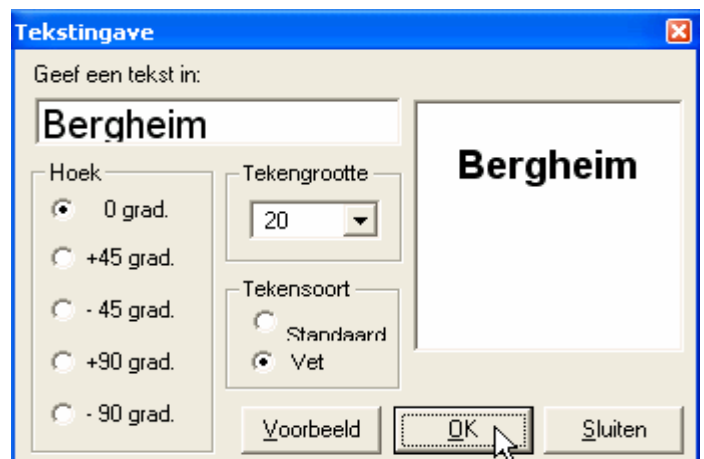 Tekstingave
Geef een tekst in:
Bergheim
Bergheim
Hoek
0 grad.
+45 grad.
- 45 grad.
+90 grad.
- 90 grad.
Tekengrootte
20
Tekensoort
Standaard
Vet
Voorbeeld
OK
Sluiten